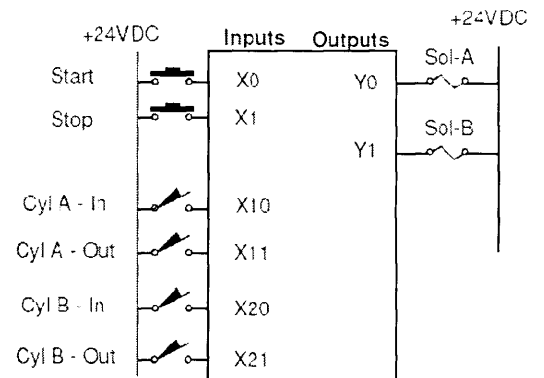 +24VDC
+24VDC
Inputs Outputs
Start X0 Y0 Sol-A
Stop X1
Y1 Sol-B
Cyl A - In X10
Cyl A - Out X11
Cyl B - In X20
Cyl B - Out X21